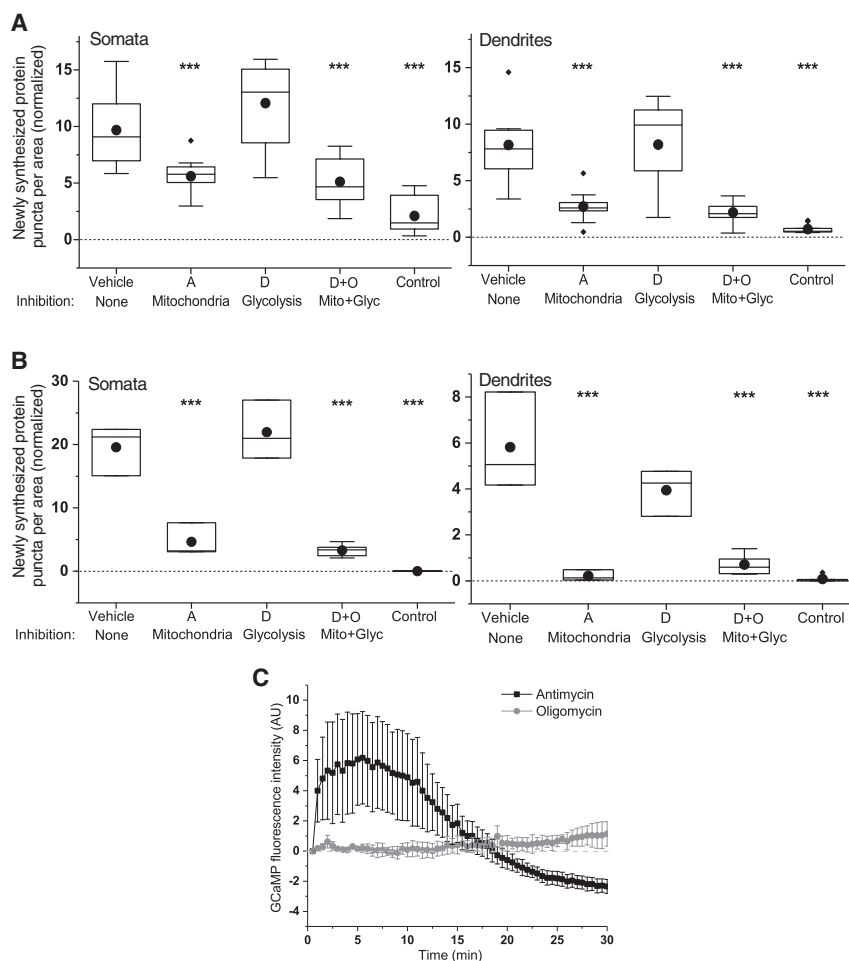 A
Somata
Dendrites
Newly synthesized protein
puncta per area (normalized)
15
10
5
0
***
***
***
15
10
5
0
***
***
***
Vehicle A D D+O Control
Inhibition: None Mitochondria Glycolysis Mito+Glyc
Vehicle A D D+O Control
None Mitochondria Glycolysis Mito+Glyc
B
Somata
Dendrites
Newly synthesized protein
puncta per area (normalized)
30
20
10
0
***
***
***
8
6
4
2
0
***
***
***
Vehicle A D D+O Control
Inhibition: None Mitochondria Glycolysis Mito+Glyc
Vehicle A D D+O Control
None Mitochondria Glycolysis Mito+Glyc
C
GCaMP fluorescence intensity (AU)
10
8
6
4
2
0
-2
-4
Antimycin
Oligomycin
0 5 10 15 20 25 30
Time (min)